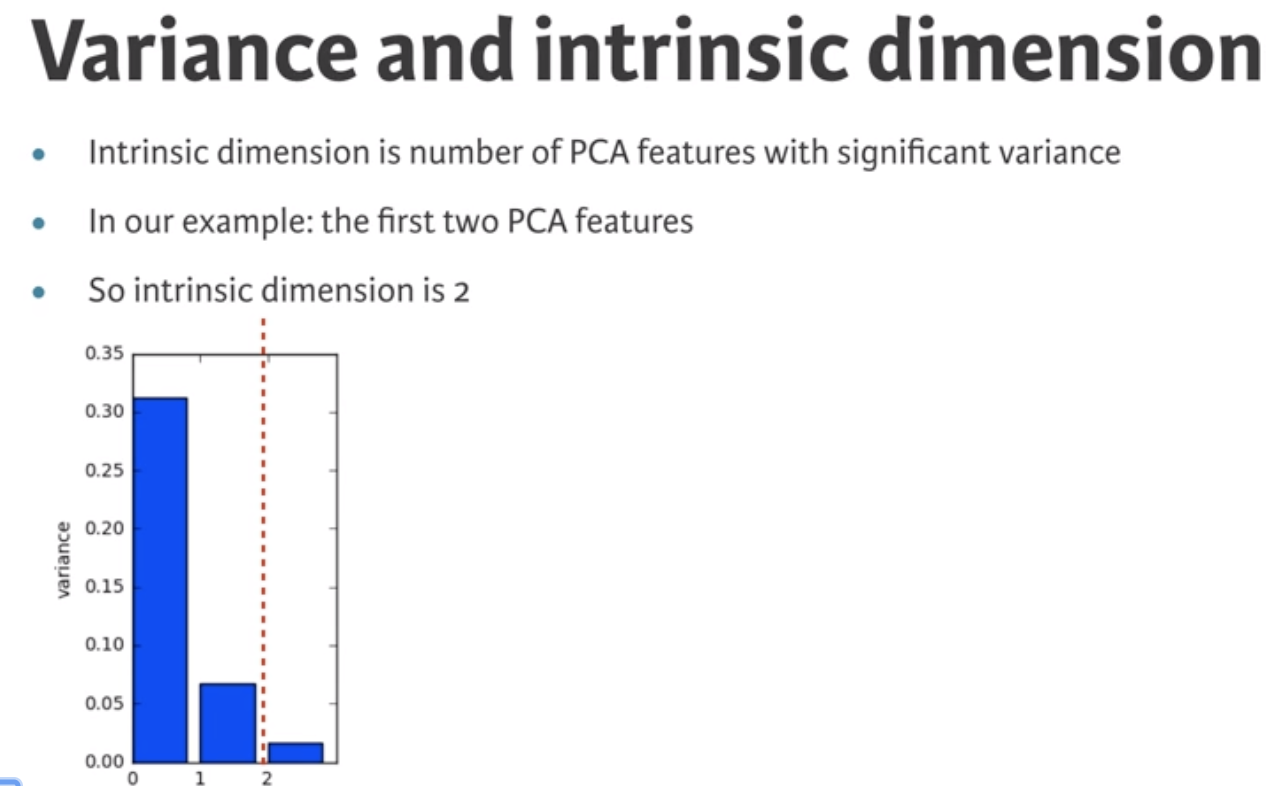 Variance and intrinsic dimension
• Intrinsic dimension is number of PCA features with significant variance
• In our example: the first two PCA features
• So intrinsic dimension is 2
0.35
0.30
0.25
0.20
0.15
0.10
0.05
0.00
variance
0 1 2